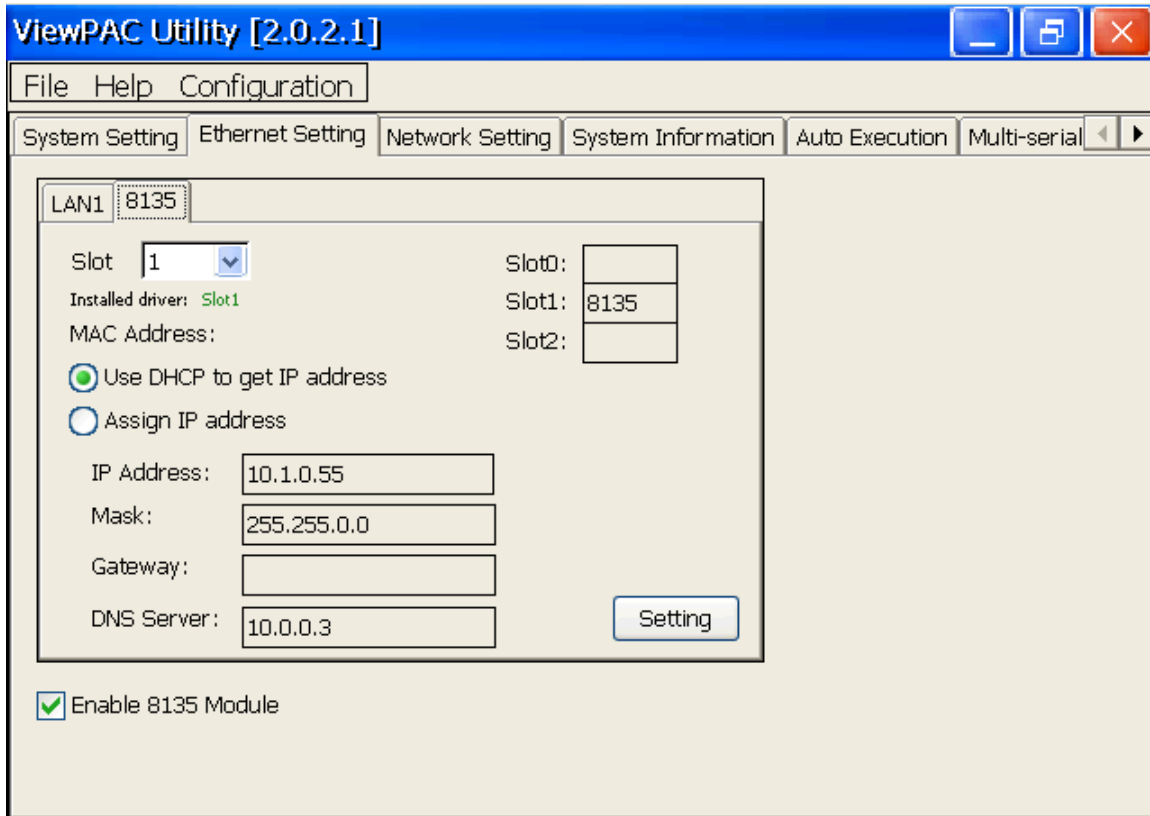 ViewPAC Utility [2.0.2.1]
File Help Configuration
System Setting Ethernet Setting Network Setting System Information Auto Execution Multi-serial
LAN1 8135
Slot 1
Installed driver: Slot1
MAC Address:
Slot0:
Slot1: 8135
Slot2:
Use DHCP to get IP address
Assign IP address
IP Address: 10.1.0.55
Mask: 255.255.0.0
Gateway:
DNS Server: 10.0.0.3
Setting
Enable 8135 Module